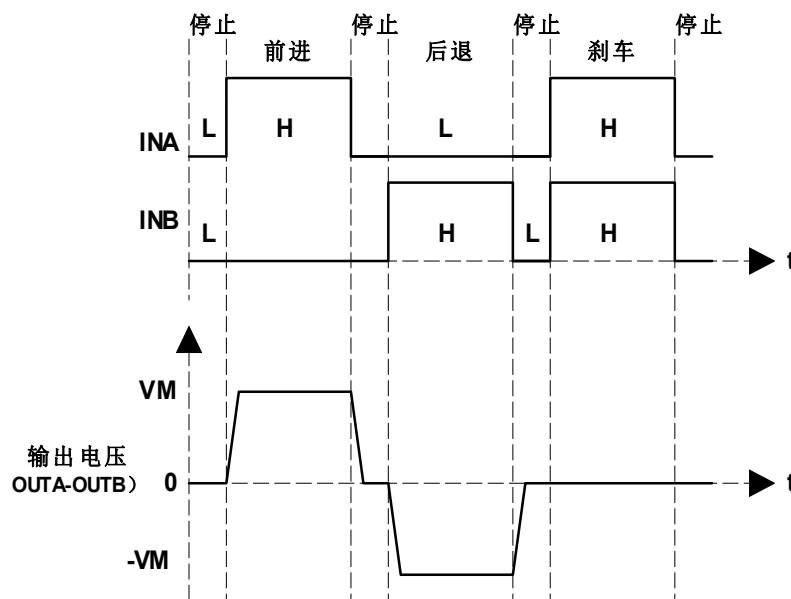 停止 停止 停止 停止
前进 后退 刹车
L H L H
INA
INB
L H L H
t
VM
输出电压
OUTA-OUTB） 0 t
-VM